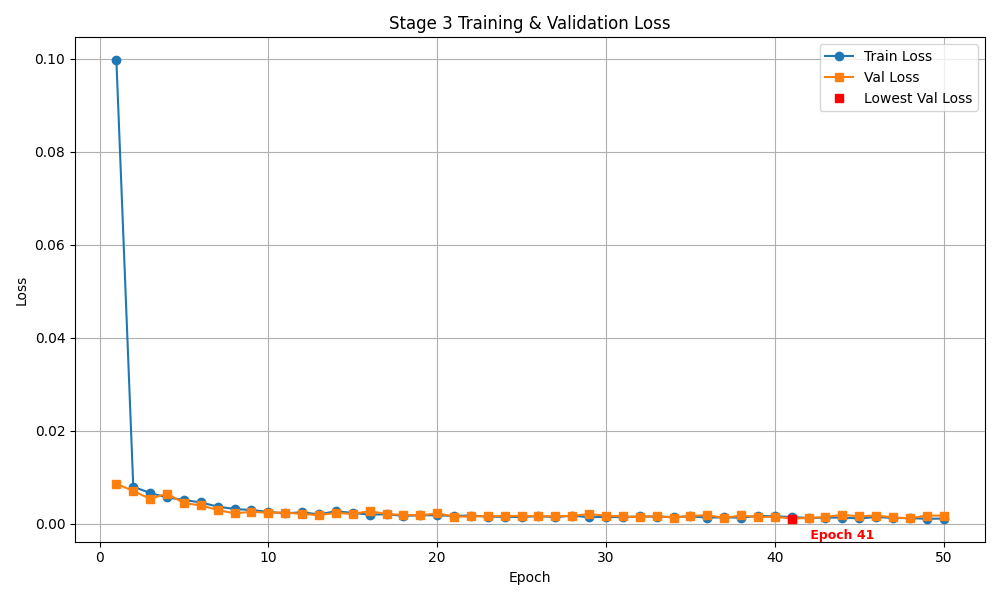 Stage 3 Training & Validation Loss
Train Loss
Val Loss
Lowest Val Loss
0.10
0.08
0.06
0.04
0.02
0.00
Loss
Epoch 41
0 10 20 30 40 50
Epoch